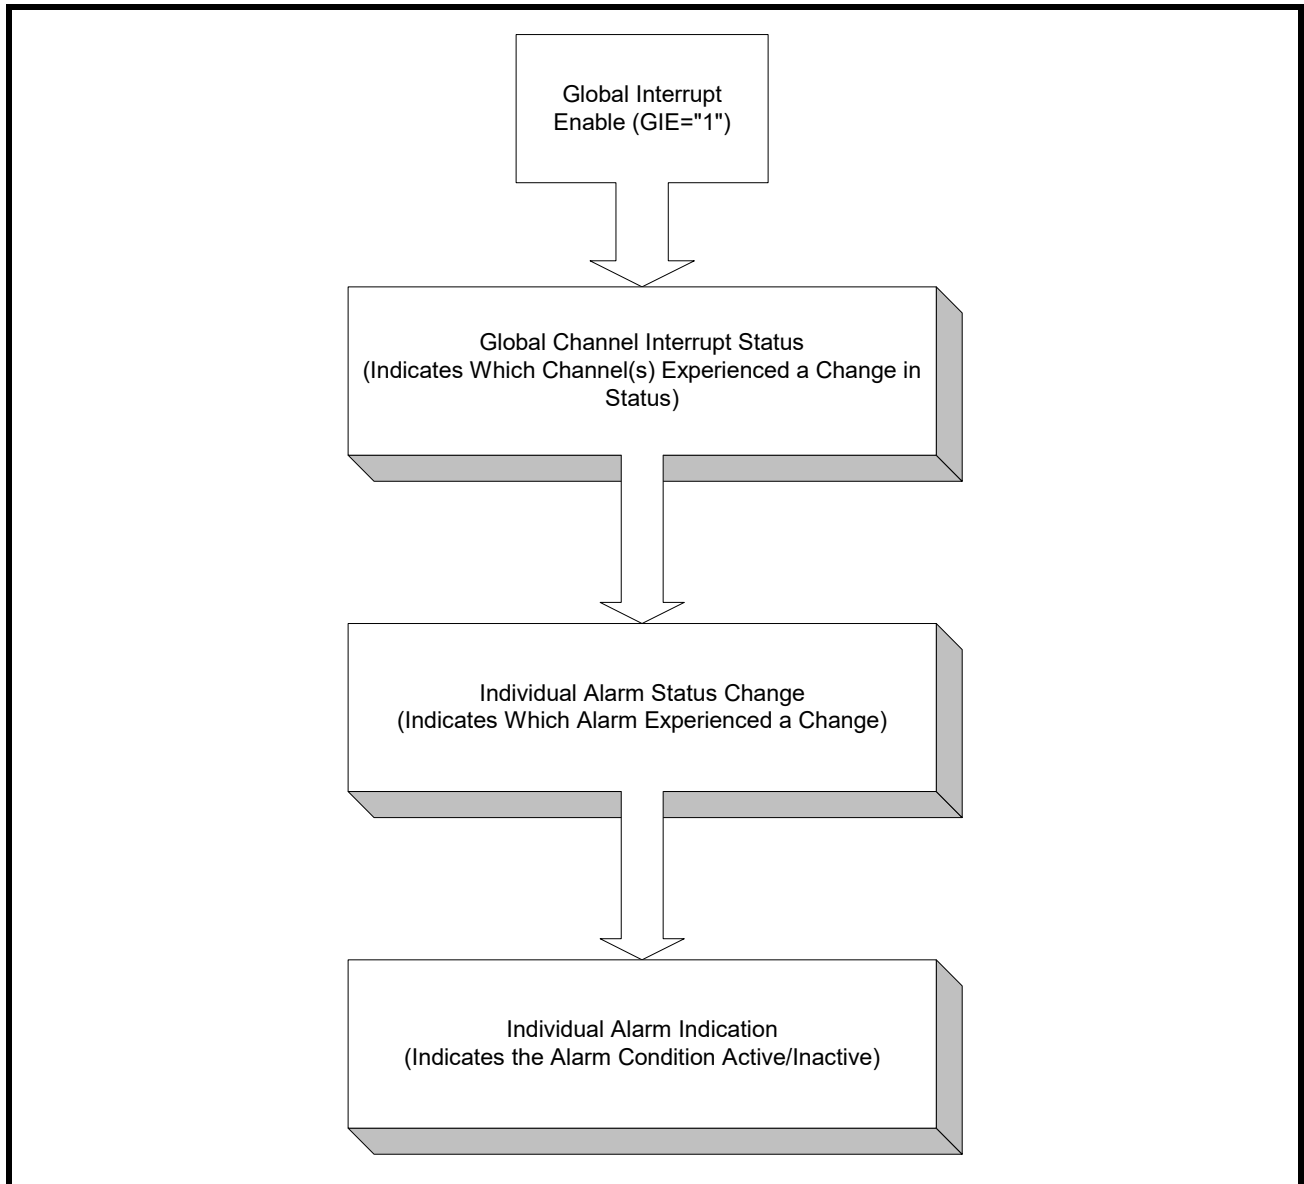 Global Interrupt
Enable (GIE="1")
Global Channel Interrupt Status
(Indicates Which Channel(s) Experienced a Change in
Status)
Individual Alarm Status Change
(Indicates Which Alarm Experienced a Change)
Individual Alarm Indication
(Indicates the Alarm Condition Active/Inactive)